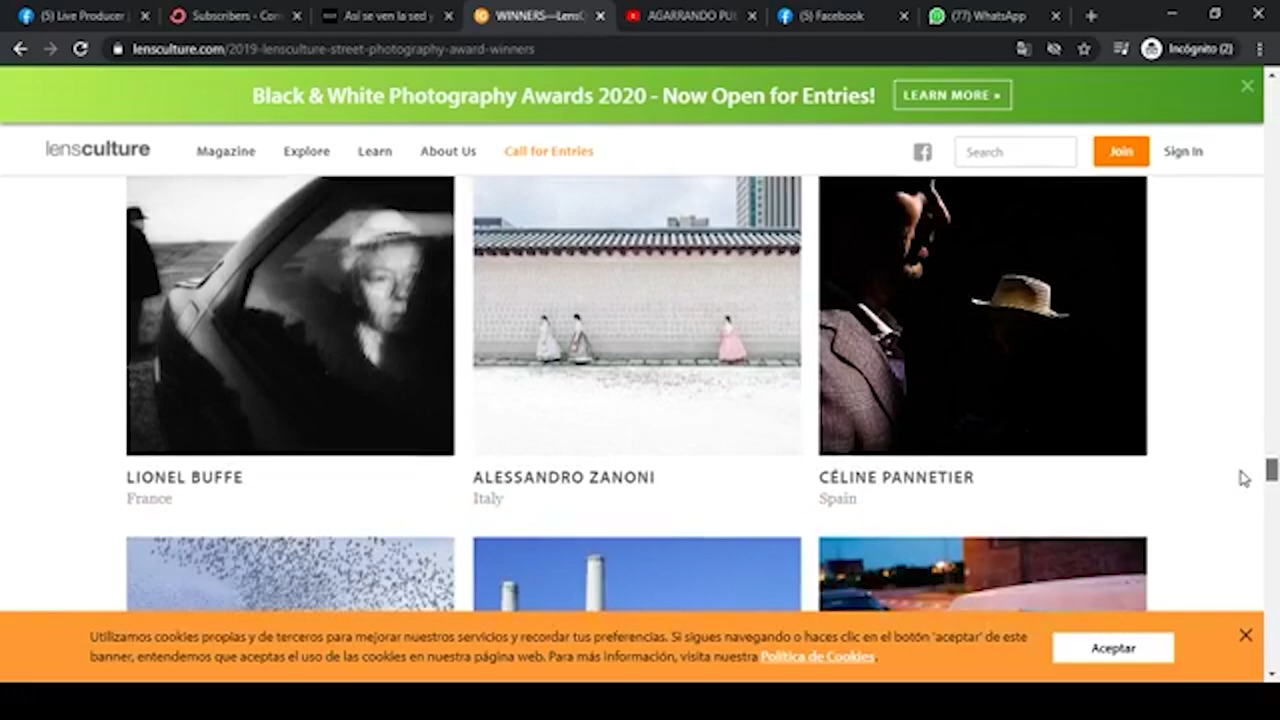 (5) Live Producer
Subscribers - Con
Así se ven la sed y
WINNERS—LensC
AGARRANDO PU
(5) Facebook
(77) WhatsApp
lensculture.com/2019-lensculture-street-photography-award-winners
Incógnito (2)
Black & White Photography Awards 2020 - Now Open for Entries!
LEARN MORE »
lensculture
Magazine
Explore
Learn
About Us
Call for Entries
Search
Join
Sign In
LIONEL BUFFE
France
ALESSANDRO ZANONI
Italy
CÉLINE PANNETIER
Spain
Utilizamos cookies propias y de terceros para mejorar nuestros servicios y recordar tus preferencias. Si sigues navegando o haces clic en el botón 'aceptar' de este
banner, entendemos que aceptas el uso de las cookies en nuestra página web. Para más información, visita nuestra Política de Cookies.
Aceptar